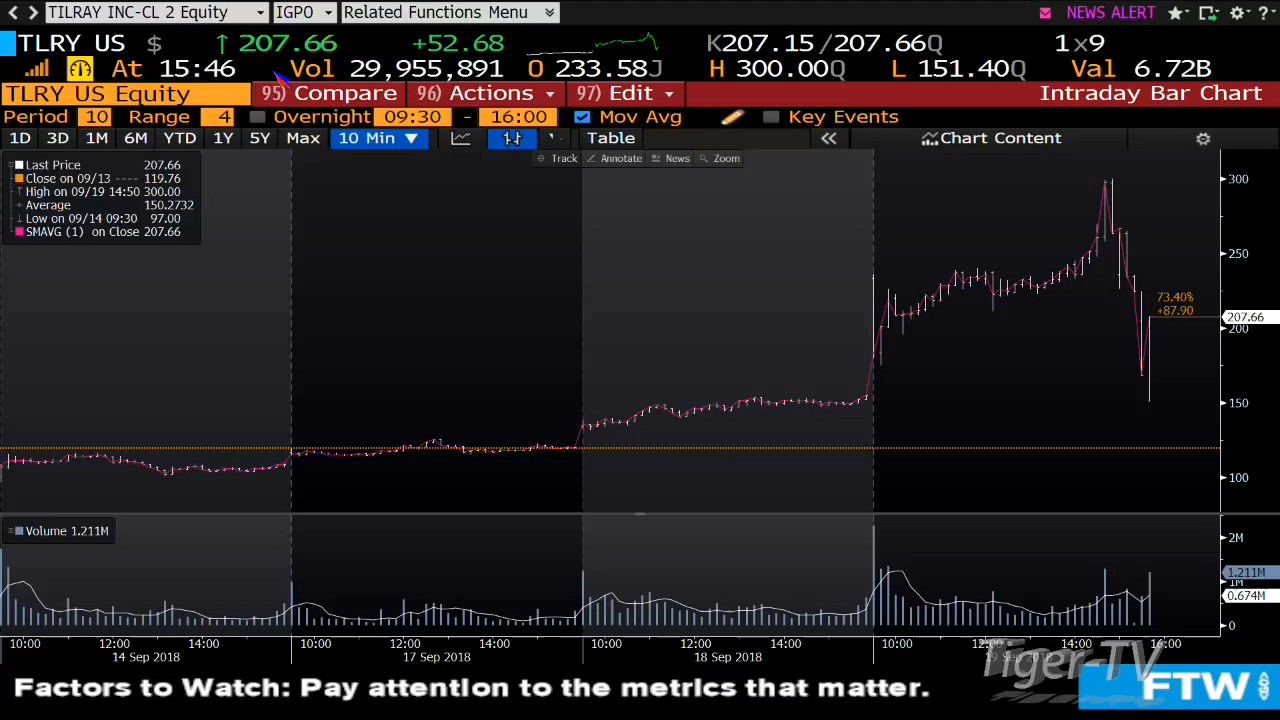 TILRAY INC-CL 2 Equity IGPO Related Functions Menu NEWS ALERT ?
TLRY US $ ↑ 207.66 +52.68 K207.15/207.66Q 1x9
At 15:46 Vol 29,955,891 O 233.58J H 300.00Q L 151.40Q Val 6.72B
TLRY US Equity 95) Compare 96) Actions 97) Edit Intraday Bar Chart
Period 10 Range 4 Overnight 09:30 - 16:00 Mov Avg Key Events
1D 3D 1M 6M YTD 1Y 5Y Max 10 Min ▼ Table « Chart Content
Track Annotate News Zoom
Last Price 207.66
Close on 09/13 ---- 119.76
High on 09/19 14:50 300.00
Average 150.2732
Low on 09/14 09:30 97.00
SMAVG (1) on Close 207.66
300
250
73.40%
+87.90
207.66
200
150
100
Volume 1.211M
2M
1.211M
1M
0.674M
0
10:00 12:00 14:00 10:00 12:00 14:00 10:00 12:00 14:00 10:00 12:00 14:00 16:00
14 Sep 2018 17 Sep 2018 18 Sep 2018 19 Sep 2018
Tiger-TV
Factors to Watch: Pay attention to the metrics that matter.
FTW